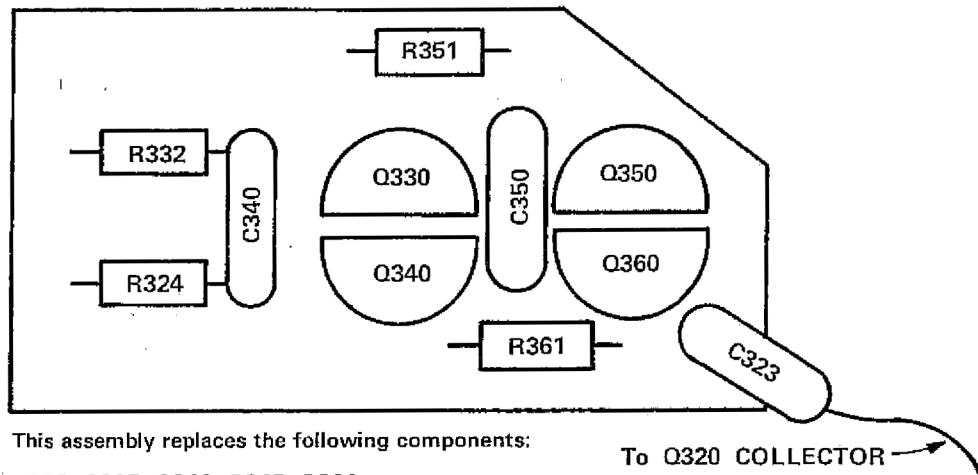 R351
R332
C340
Q330
C350
Q350
R324
Q340
Q360
R361
C323
This assembly replaces the following components:
To Q320 COLLECTOR